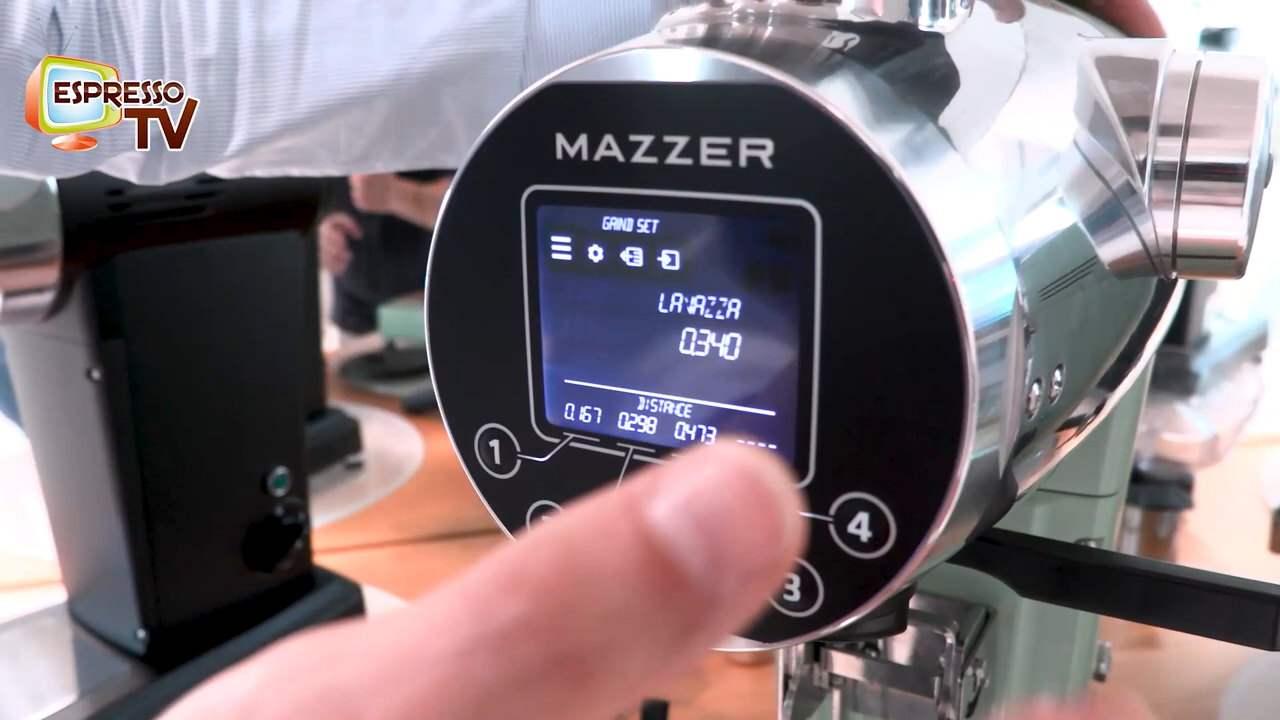 ESPRESSO
TV
MAZZER
GRIND SET
LAVAZZA
0.340
DISTANCE
0.167 0.298 0.473 ----
1
4
3